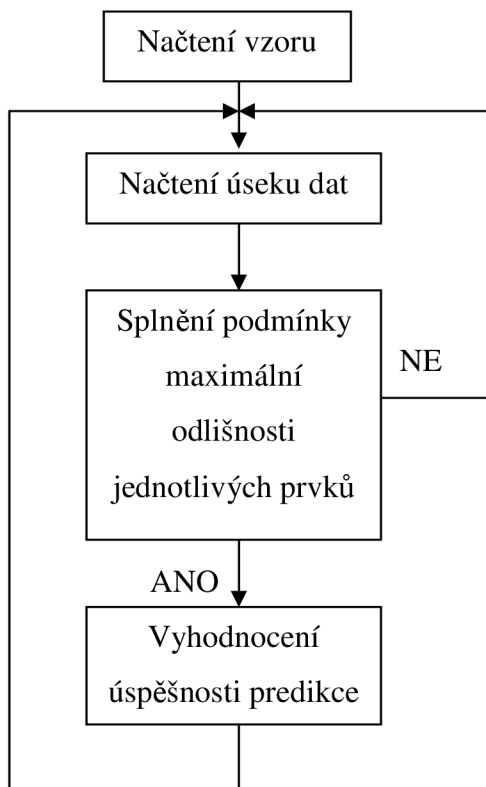 Načtení vzoru
Načtení úseku dat
Splnění podmínky
maximální
odlišnosti
jednotlivých prvků
NE
ANO
Vyhodnocení
úspěšnosti predikce